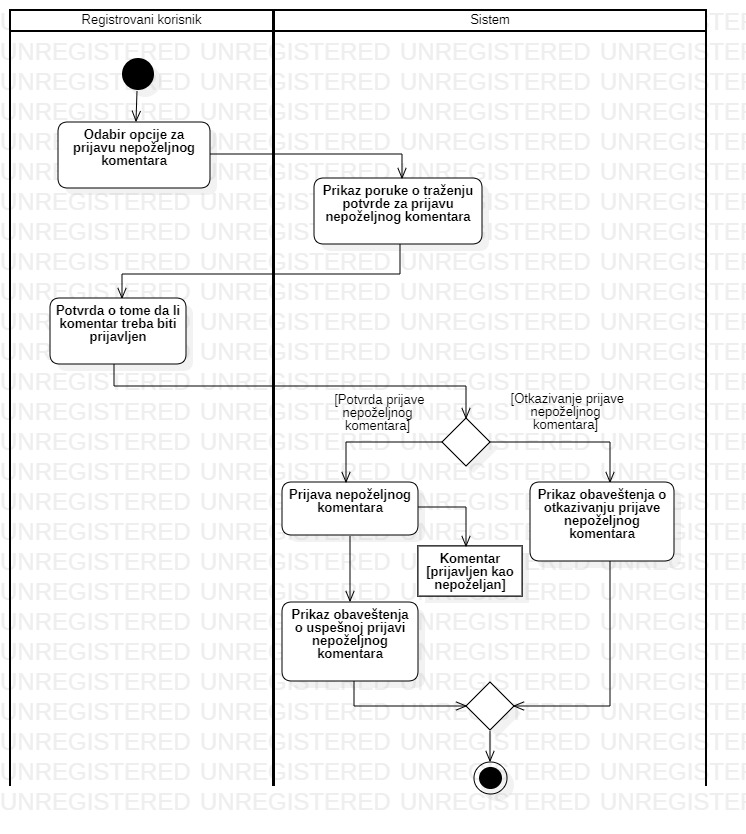 Registrovani korisnik
Sistem
Odabir opcije za
prijavu nepoželjnog
komentara
Prikaz poruke o traženju
potvrde za prijavu
nepoželjnog komentara
Potvrda o tome da li
komentar treba biti
prijavljen
[Potvrda prijave
nepoželjnog
komentara]
[Otkazivanje prijave
nepoželjnog
komentara]
Prijava nepoželjnog
komentara
Prikaz obaveštenja o
otkazivanju prijave
nepoželjnog
komentara
Komentar
[prijavljen kao
nepoželjan]
Prikaz obaveštenja
o uspešnoj prijavi
nepoželjnog
komentara
UNREGISTERED UNREGISTERED UNREGISTERED UNREGISTERED